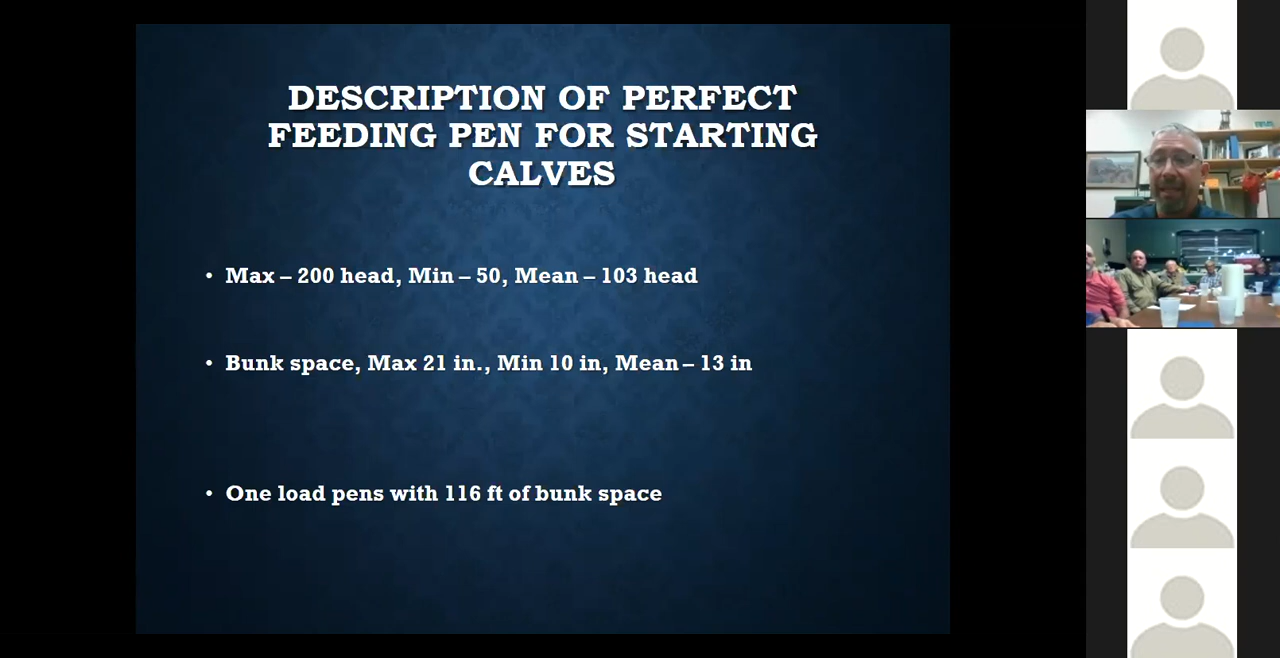 DESCRIPTION OF PERFECT
FEEDING PEN FOR STARTING
CALVES
• Max – 200 head, Min – 50, Mean – 103 head
• Bunk space, Max 21 in., Min 10 in, Mean – 13 in
• One load pens with 116 ft of bunk space